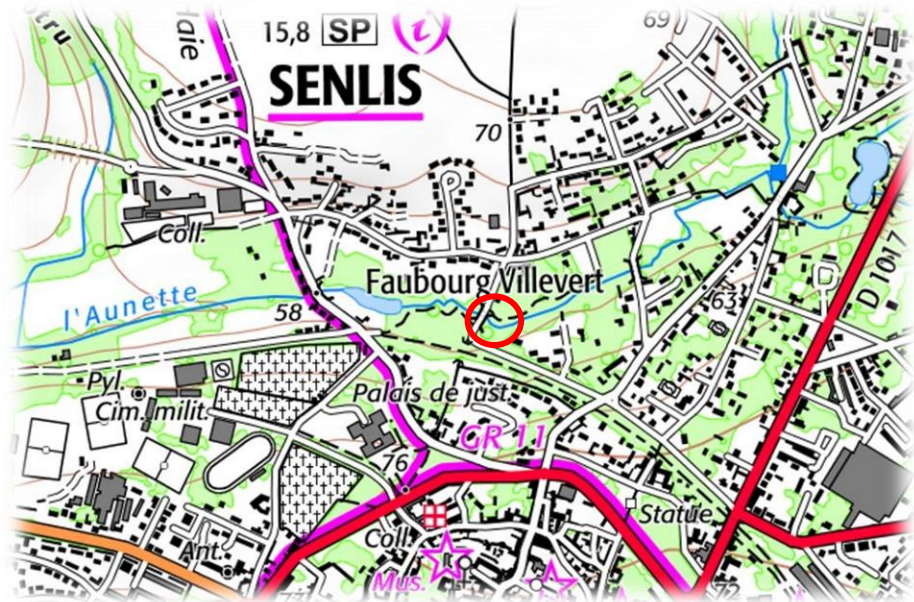 15,8 SP i
69
Haie
SENLIS
70
Coll.
Faubourg Villevert
l'Aunette
58
63
D 1017
Pyl.
Cim. milit.
Palais de just.
GR 11
76
Statue
Coll.
Ant.
Mus.